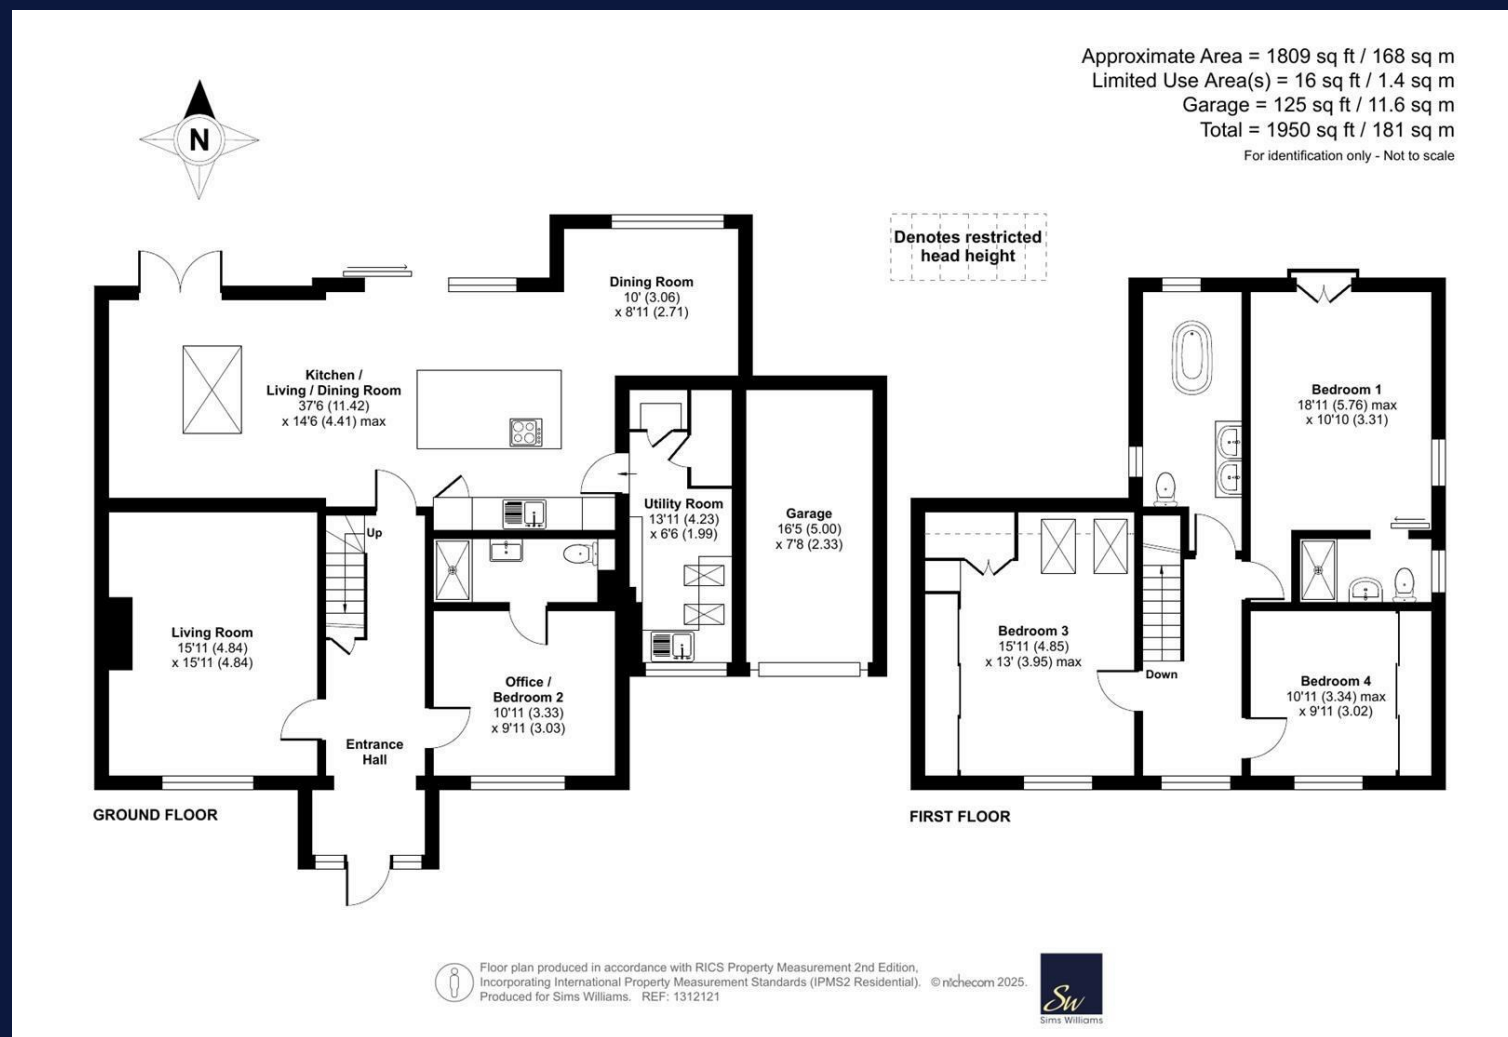 Approximate Area = 1809 sq ft / 168 sq m
Limited Use Area(s) = 16 sq ft / 1.4 sq m
Garage = 125 sq ft / 11.6 sq m
Total = 1950 sq ft / 181 sq m
For identification only - Not to scale
N
Denotes restricted
head height
Dining Room
10' (3.06)
x 8'11 (2.71)
Kitchen /
Living / Dining Room
37'6 (11.42)
x 14'6 (4.41) max
Utility Room
13'11 (4.23)
x 6'6 (1.99)
Garage
16'5 (5.00)
x 7'8 (2.33)
Up
Living Room
15'11 (4.84)
x 15'11 (4.84)
Office /
Bedroom 2
10'11 (3.33)
x 9'11 (3.03)
Entrance
Hall
GROUND FLOOR
Bedroom 1
18'11 (5.76) max
x 10'10 (3.31)
Bedroom 3
15'11 (4.85)
x 13' (3.95) max
Down
Bedroom 4
10'11 (3.34) max
x 9'11 (3.02)
FIRST FLOOR
Floor plan produced in accordance with RICS Property Measurement 2nd Edition,
Incorporating International Property Measurement Standards (IPMS2 Residential). © nichecom 2025.
Produced for Sims Williams. REF: 1312121
Sw
Sims Williams